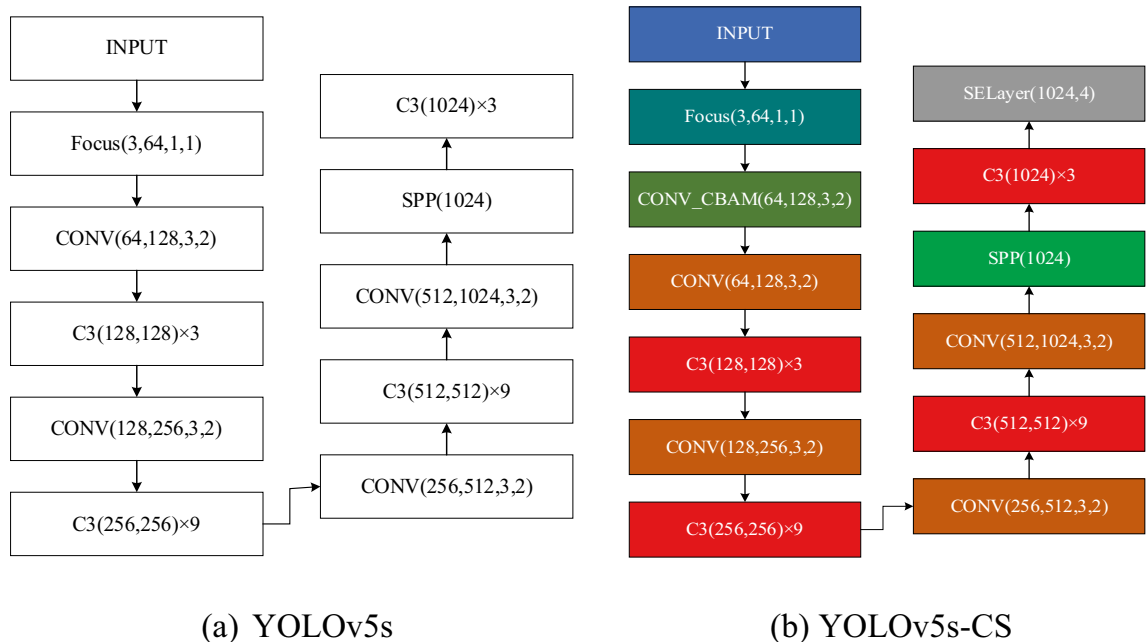 INPUT
Focus(3,64,1,1)
CONV(64,128,3,2)
C3(128,128)×3
CONV(128,256,3,2)
C3(256,256)×9
C3(1024)×3
SPP(1024)
CONV(512,1024,3,2)
C3(512,512)×9
CONV(256,512,3,2)
(a) YOLOv5s
INPUT
Focus(3,64,1,1)
CONV_CBAM(64,128,3,2)
CONV(64,128,3,2)
C3(128,128)×3
CONV(128,256,3,2)
C3(256,256)×9
SELayer(1024,4)
C3(1024)×3
SPP(1024)
CONV(512,1024,3,2)
C3(512,512)×9
CONV(256,512,3,2)
(b) YOLOv5s-CS